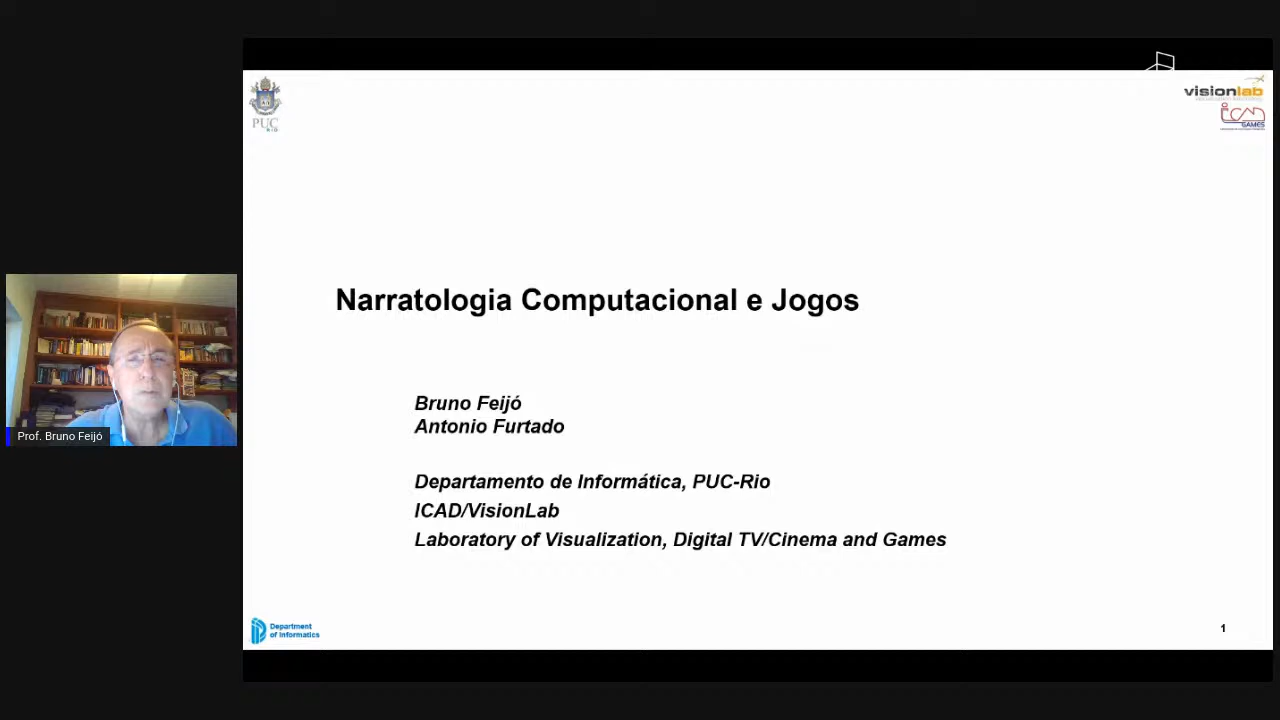 PUC
RIO
visionlab
ICAD
GAMES
Narratologia Computacional e Jogos
Bruno Feijó
Antonio Furtado
Departamento de Informática, PUC-Rio
ICAD/VisionLab
Laboratory of Visualization, Digital TV/Cinema and Games
Prof. Bruno Feijó
Department
of Informatics
1